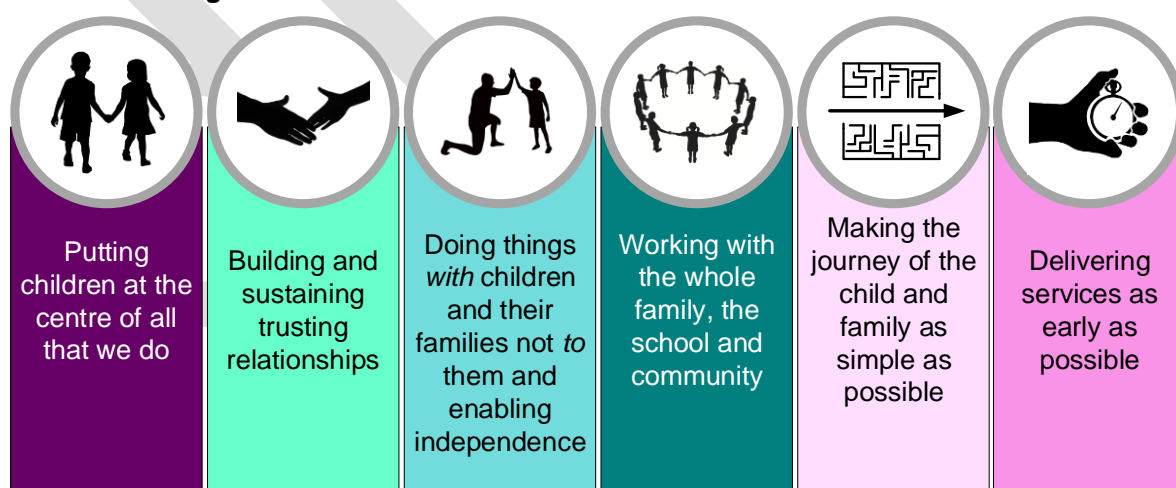 Putting
children at the
centre of all
that we do
Building and
sustaining
trusting
relationships
Doing things
with children
and their
families not to
them and
enabling
independence
Working with
the whole
family, the
school and
community
Making the
journey of the
child and
family as
simple as
possible
Delivering
services as
early as
possible